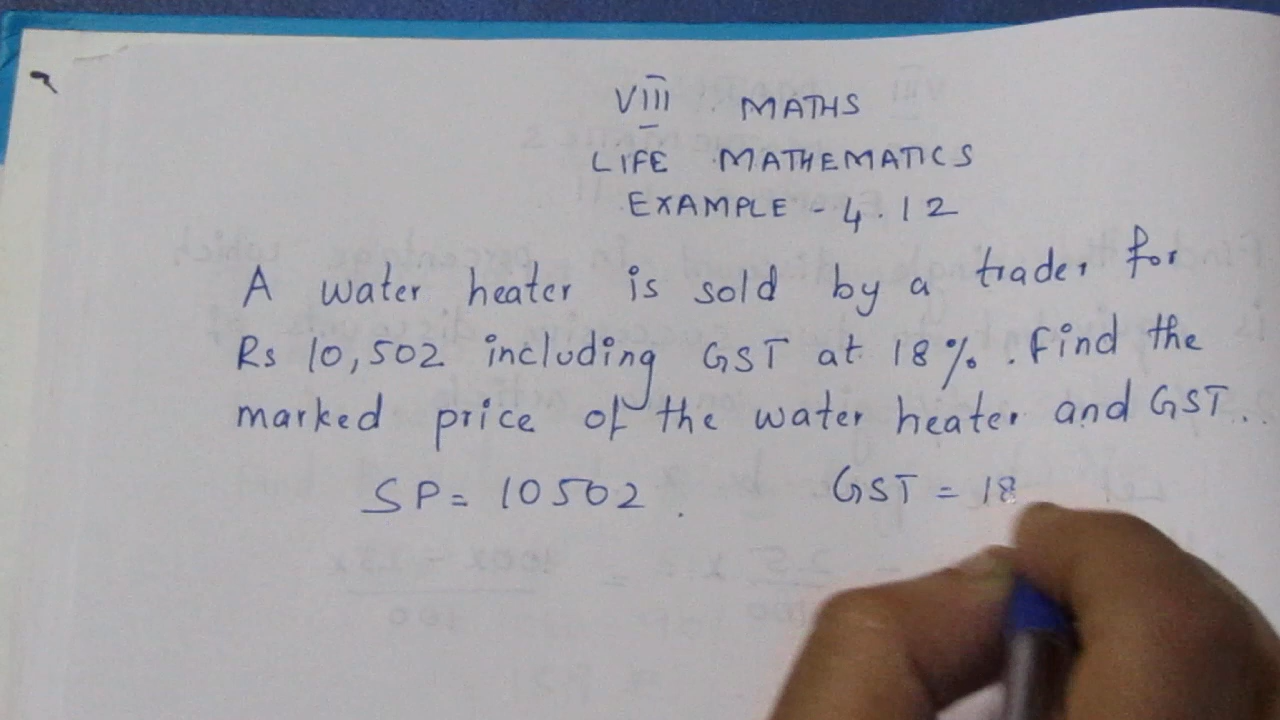 VIII MATHS
LIFE MATHEMATICS
EXAMPLE - 4.12
A water heater is sold by a trader for
Rs 10,502 including GST at 18%. Find the
marked price of the water heater and GST..
SP = 10502 . GST = 18